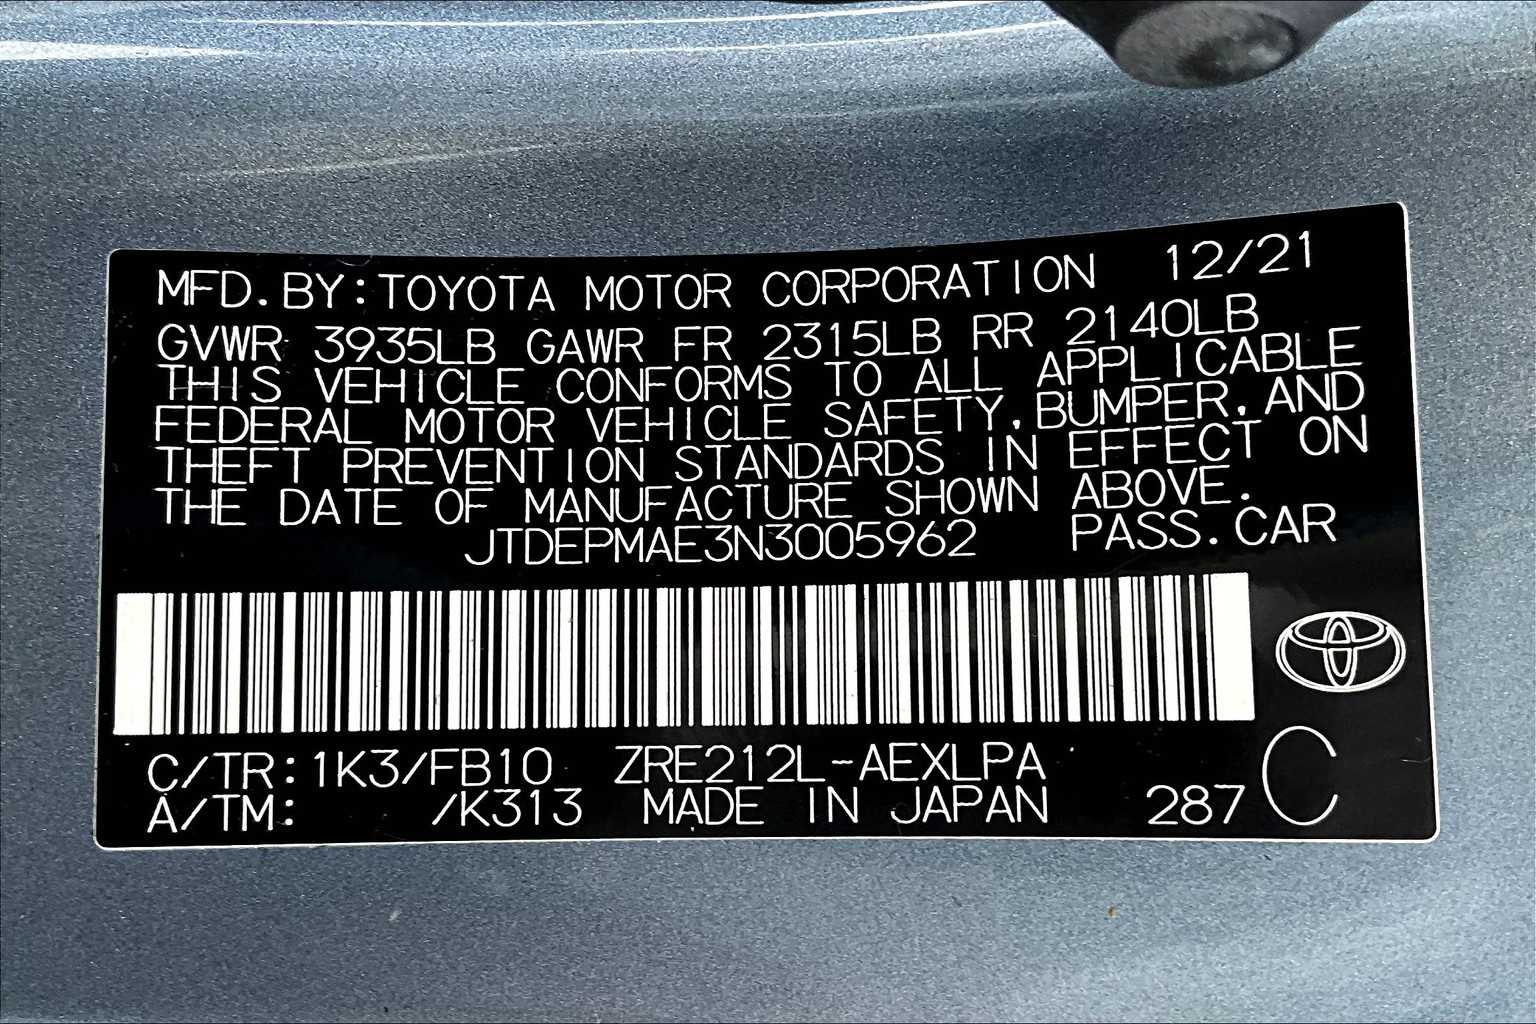 MFD. BY: TOYOTA MOTOR CORPORATION 12/21
GVWR 3935LB GAWR FR 2315LB RR 2140LB
THIS VEHICLE CONFORMS TO ALL APPLICABLE
FEDERAL MOTOR VEHICLE SAFETY, BUMPER, AND
THEFT PREVENTION STANDARDS IN EFFECT ON
THE DATE OF MANUFACTURE SHOWN ABOVE.
JTDEPMAE3N3005962 PASS. CAR
C/TR: 1K3/FB10 ZRE212L-AEXLPA
A/TM: /K313 MADE IN JAPAN 287 C